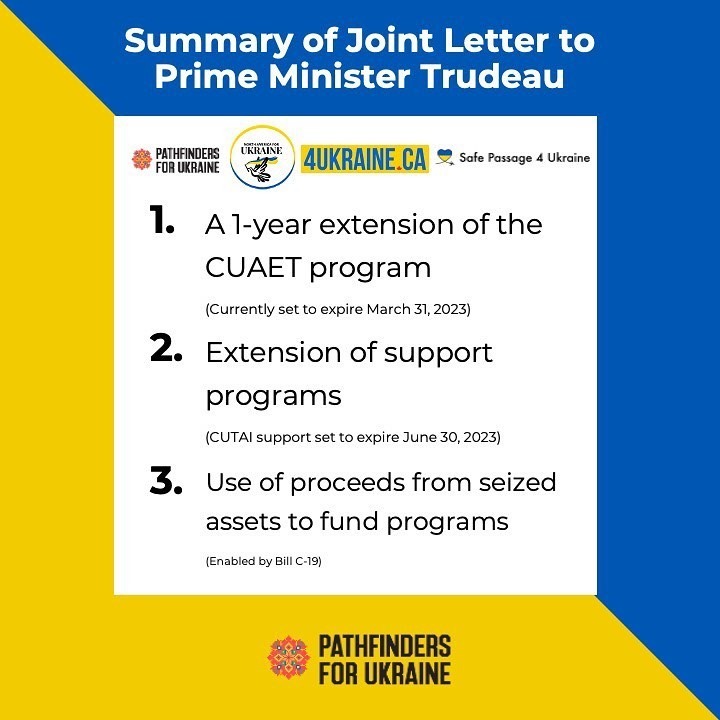 Summary of Joint Letter to
Prime Minister Trudeau
PATHFINDERS
FOR UKRAINE
NORTH AMERICA FOR
UKRAINE
4UKRAINE.CA
Safe Passage 4 Ukraine
1. A 1-year extension of the
CUAET program
(Currently set to expire March 31, 2023)
2. Extension of support
programs
(CUTAI support set to expire June 30, 2023)
3. Use of proceeds from seized
assets to fund programs
(Enabled by Bill C-19)
PATHFINDERS
FOR UKRAINE